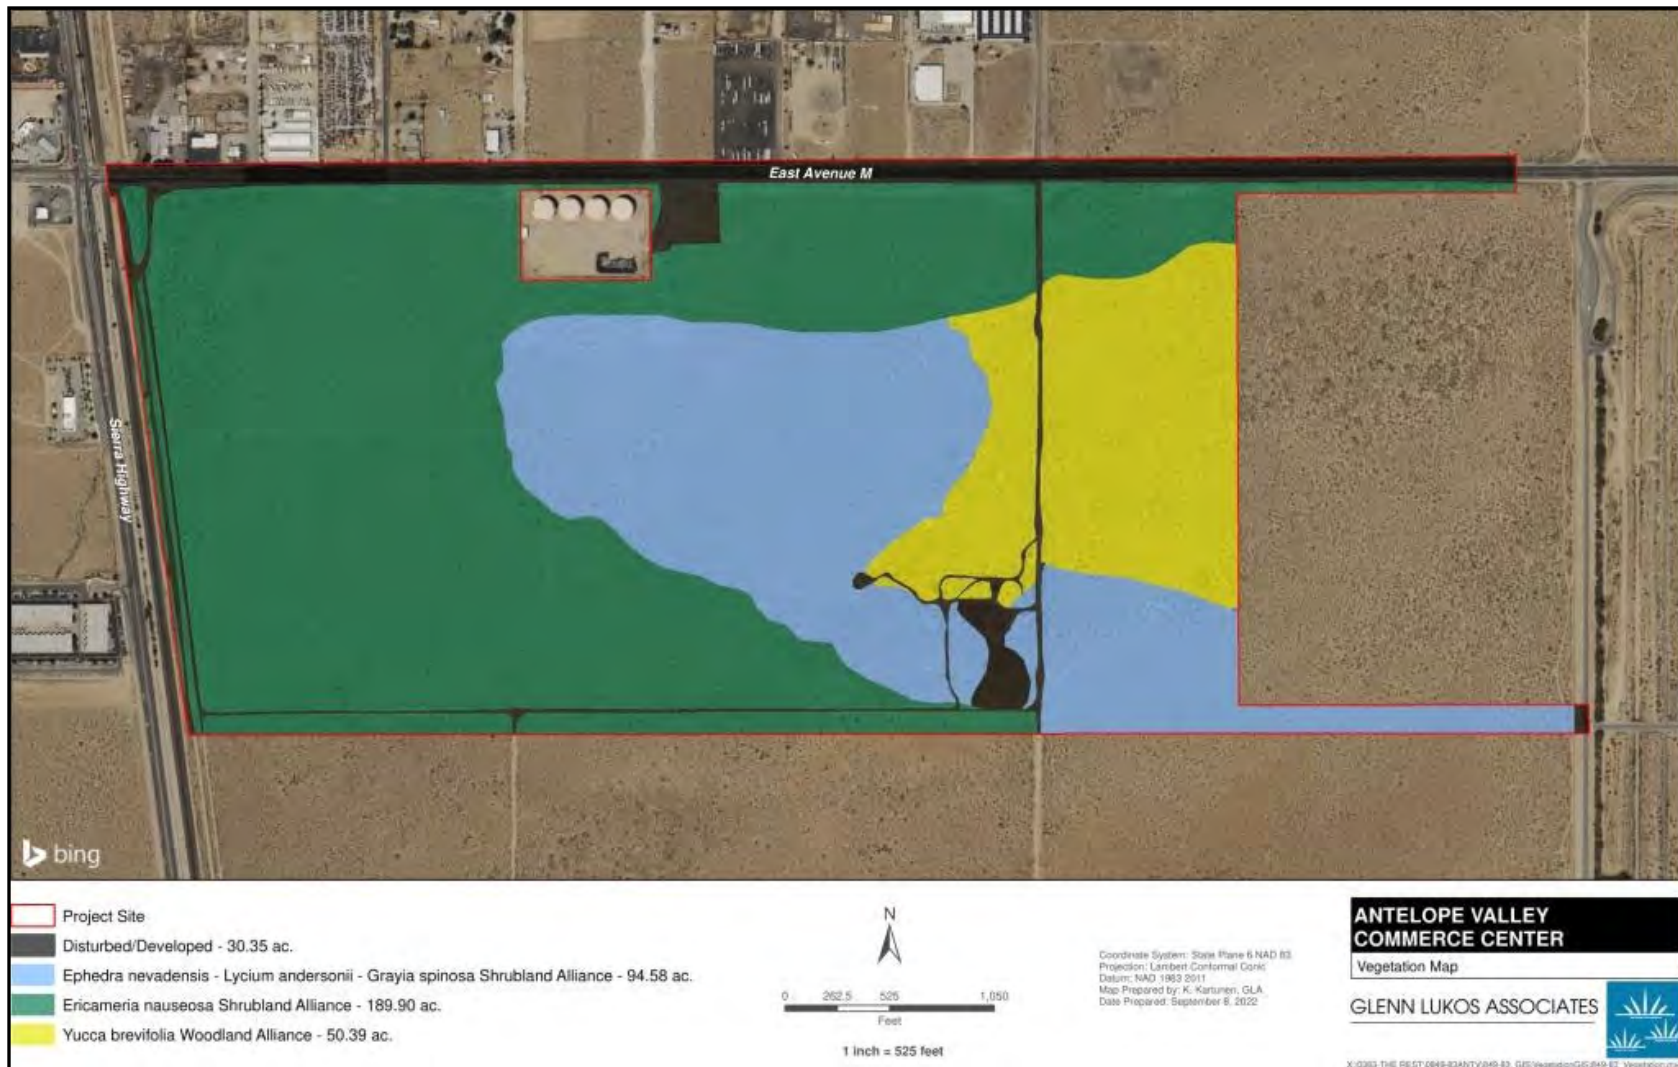 East Avenue M
Sierra Highway
bing
Project Site
Disturbed/Developed - 30.35 ac.
Ephedra nevadensis - Lycium andersonii - Grayia spinosa Shrubland Alliance - 94.58 ac.
Ericameria nauseosa Shrubland Alliance - 189.90 ac.
Yucca brevifolia Woodland Alliance - 50.39 ac.
N
0 262.5 525 1,050
Feet
1 inch = 525 feet
Coordinate System: State Plane 6 NAD 83
Projection: Lambert Conformal Conic
Datum: NAD 1983 2011
Map Prepared by: K. Kartunen, GLA
Date Prepared: September 8, 2022
ANTELOPE VALLEY
COMMERCE CENTER
Vegetation Map
GLENN LUKOS ASSOCIATES